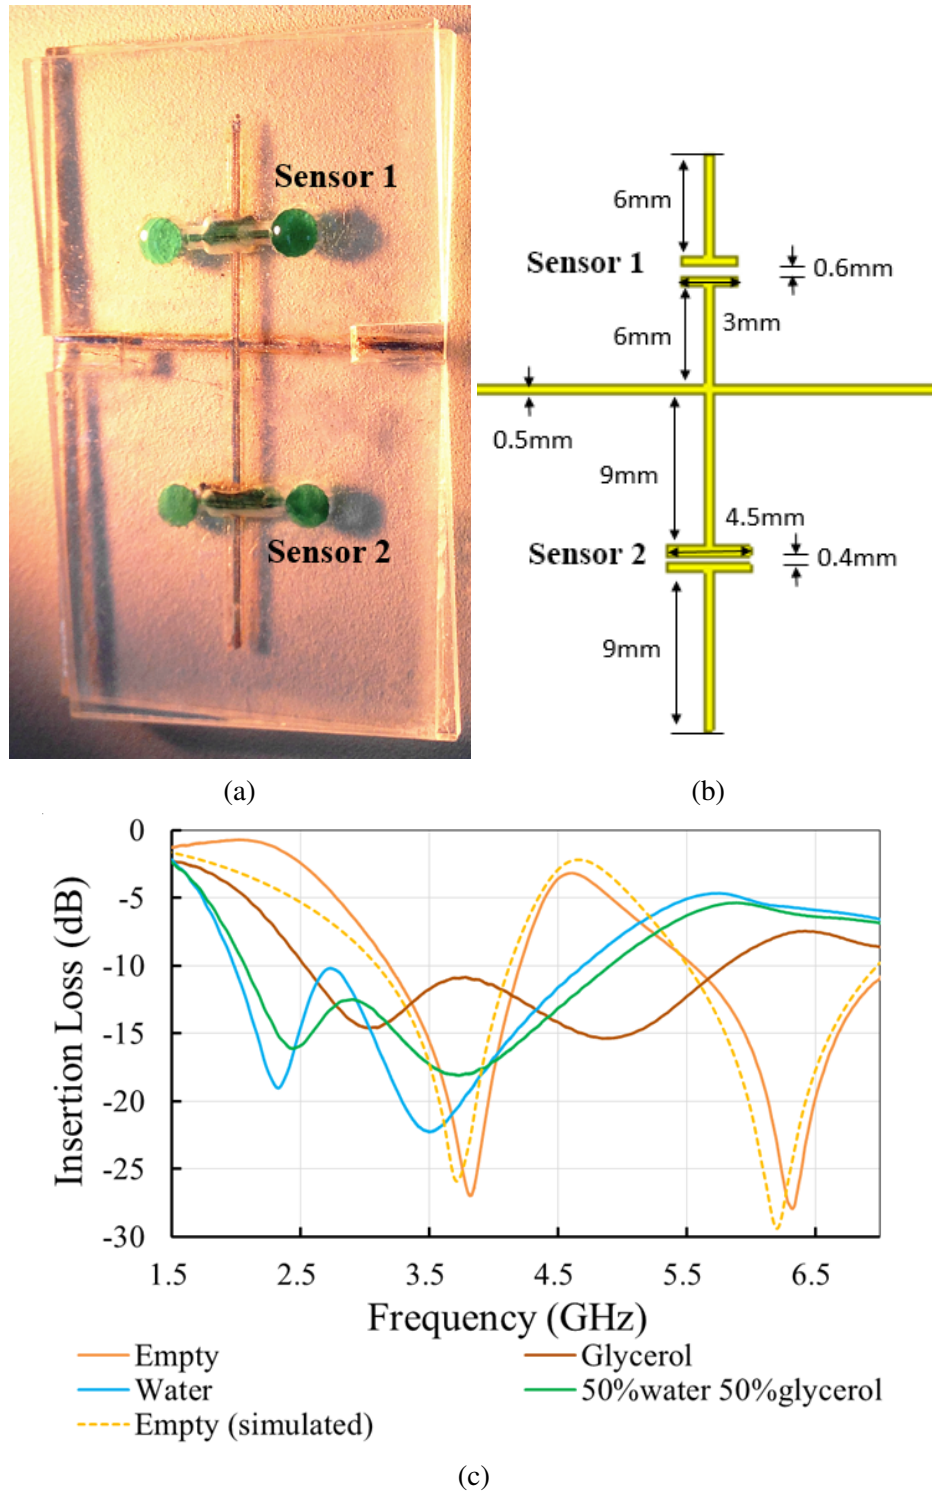 Sensor 1
Sensor 2
(a)
6mm
Sensor 1
0.6mm
3mm
6mm
0.5mm
9mm
4.5mm
Sensor 2
0.4mm
9mm
(b)
0
-5
-10
-15
-20
-25
-30
Insertion Loss (dB)
1.5 2.5 3.5 4.5 5.5 6.5
Frequency (GHz)
Empty Glycerol
Water 50%water 50%glycerol
Empty (simulated)
(c)